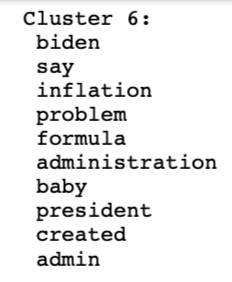 Cluster 6:
biden
say
inflation
problem
formula
administration
baby
president
created
admin